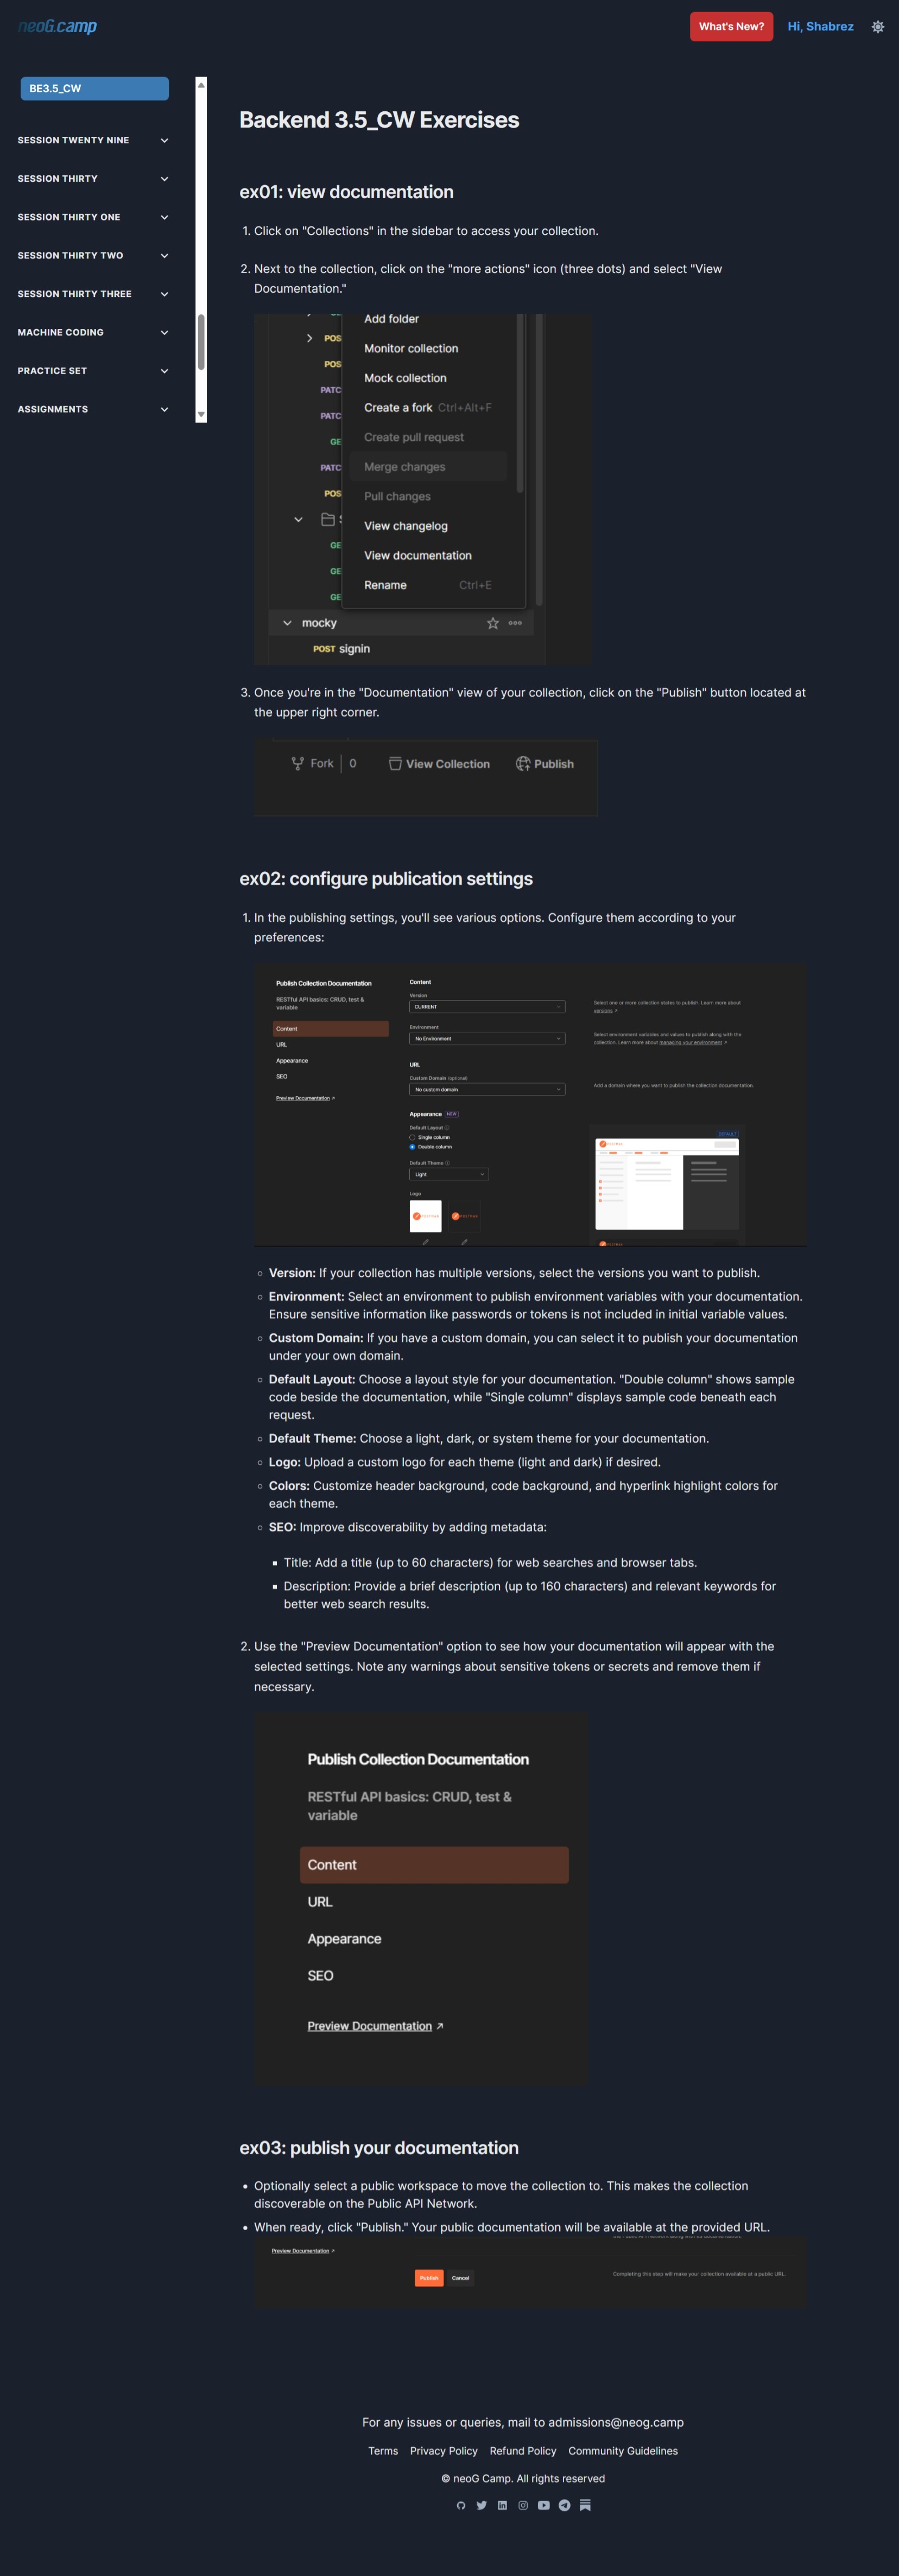 neoG.camp
What's New?
Hi, Shabrez
BE3.5_CW
SESSION TWENTY NINE
SESSION THIRTY
SESSION THIRTY ONE
SESSION THIRTY TWO
SESSION THIRTY THREE
MACHINE CODING
PRACTICE SET
ASSIGNMENTS
Backend 3.5_CW Exercises
ex01: view documentation
1. Click on "Collections" in the sidebar to access your collection.
2. Next to the collection, click on the "more actions" icon (three dots) and select "View
Documentation."
Add folder
POS
Monitor collection
POS
Mock collection
PATC
Create a fork Ctrl+Alt+F
PATC
Create pull request
GE
Merge changes
PATC
Pull changes
POS
View changelog
GE
View documentation
GE
Rename Ctrl+E
GE
mocky
POST signin
3. Once you're in the "Documentation" view of your collection, click on the "Publish" button located at
the upper right corner.
Fork 0 View Collection Publish
ex02: configure publication settings
1. In the publishing settings, you'll see various options. Configure them according to your
preferences:
Publish Collection Documentation
RESTful API basics: CRUD, test &
variable
Content
URL
Appearance
SEO
Preview Documentation
Content
Version
CURRENT
Select one or more collection states to publish. Learn more about
versions
Environment
No Environment
Select environment variables and values to publish along with the
collection. Learn more about managing your environment
URL
Custom Domain (optional)
No custom domain
Add a domain where you want to publish the collection documentation.
Appearance NEW
Default Layout
Single column
Double column
Default Theme
Light
Logo
DEFAULT
Version: If your collection has multiple versions, select the versions you want to publish.
Environment: Select an environment to publish environment variables with your documentation.
Ensure sensitive information like passwords or tokens is not included in initial variable values.
Custom Domain: If you have a custom domain, you can select it to publish your documentation
under your own domain.
Default Layout: Choose a layout style for your documentation. "Double column" shows sample
code beside the documentation, while "Single column" displays sample code beneath each
request.
Default Theme: Choose a light, dark, or system theme for your documentation.
Logo: Upload a custom logo for each theme (light and dark) if desired.
Colors: Customize header background, code background, and hyperlink highlight colors for
each theme.
SEO: Improve discoverability by adding metadata:
Title: Add a title (up to 60 characters) for web searches and browser tabs.
Description: Provide a brief description (up to 160 characters) and relevant keywords for
better web search results.
2. Use the "Preview Documentation" option to see how your documentation will appear with the
selected settings. Note any warnings about sensitive tokens or secrets and remove them if
necessary.
Publish Collection Documentation
RESTful API basics: CRUD, test &
variable
Content
URL
Appearance
SEO
Preview Documentation
ex03: publish your documentation
Optionally select a public workspace to move the collection to. This makes the collection
discoverable on the Public API Network.
When ready, click "Publish." Your public documentation will be available at the provided URL.
Preview Documentation
Publish Cancel
Completing this step will make your collection available at a public URL.
For any issues or queries, mail to admissions@neog.camp
Terms Privacy Policy Refund Policy Community Guidelines
© neoG Camp. All rights reserved